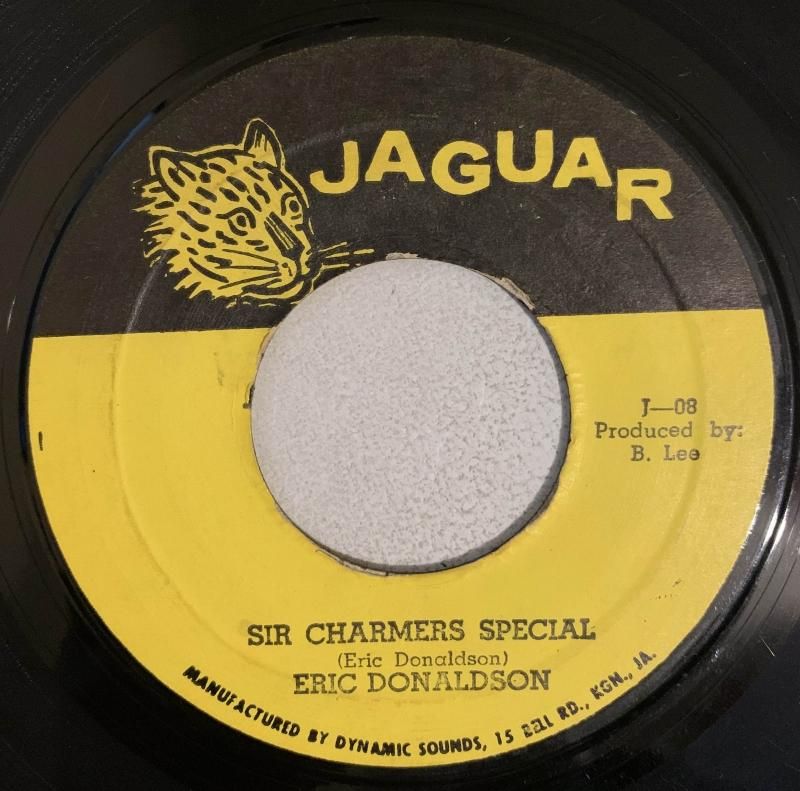 JAGUAR
J—08
Produced by:
B. Lee
SIR CHARMERS SPECIAL
(Eric Donaldson)
ERIC DONALDSON
MANUFACTURED BY DYNAMIC SOUNDS, 15 BELL RD., KGN., JA.